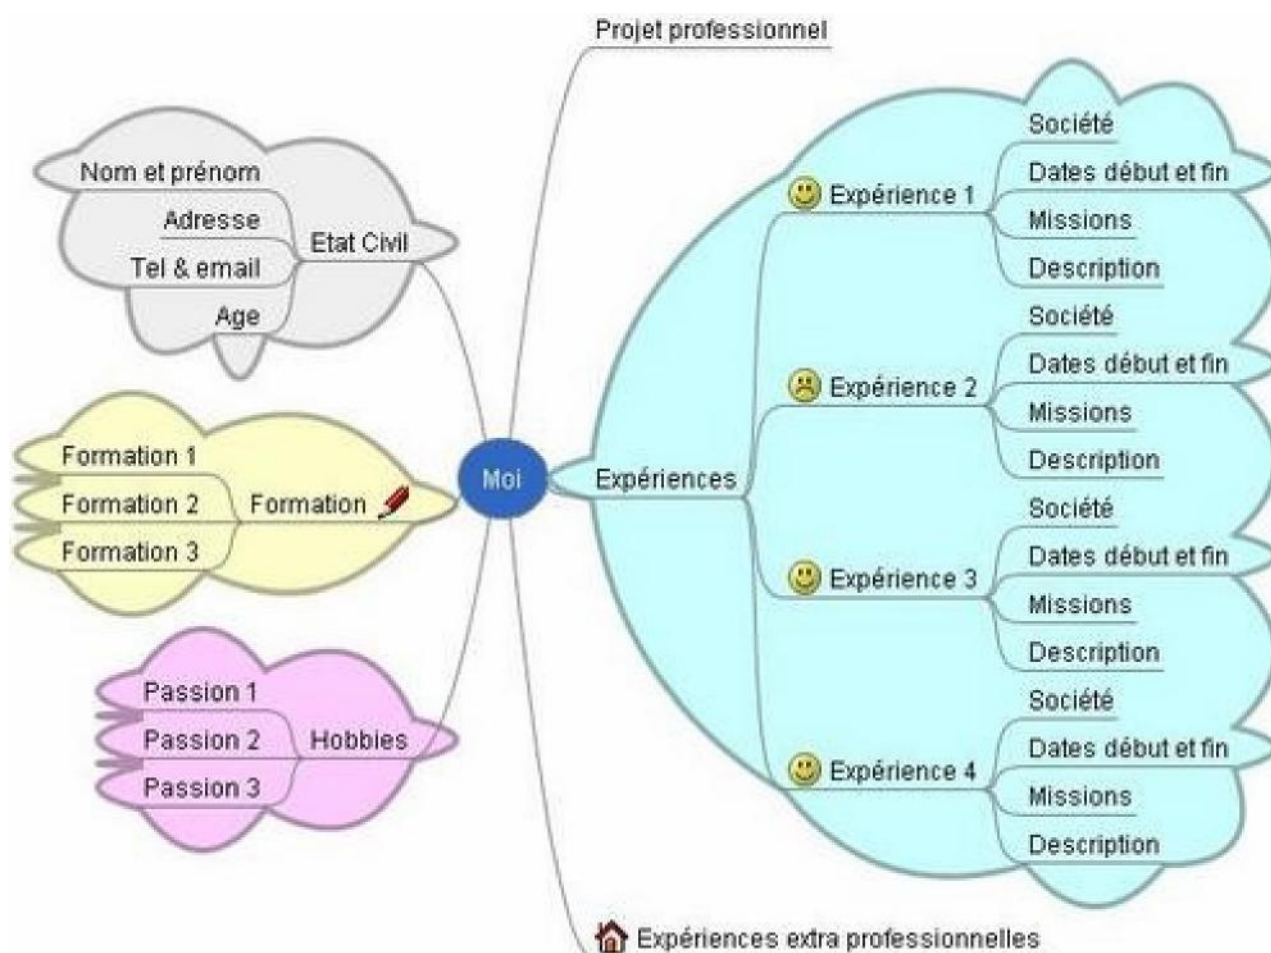 Projet professionnel
Nom et prénom
Adresse
Tel & email
Age
Etat Civil
Formation 1
Formation 2
Formation 3
Formation
Passion 1
Passion 2
Passion 3
Hobbies
Moi
Expériences
Expérience 1
Société
Dates début et fin
Missions
Description
Expérience 2
Société
Dates début et fin
Missions
Description
Expérience 3
Société
Dates début et fin
Missions
Description
Expérience 4
Société
Dates début et fin
Missions
Description
Expériences extra professionnelles